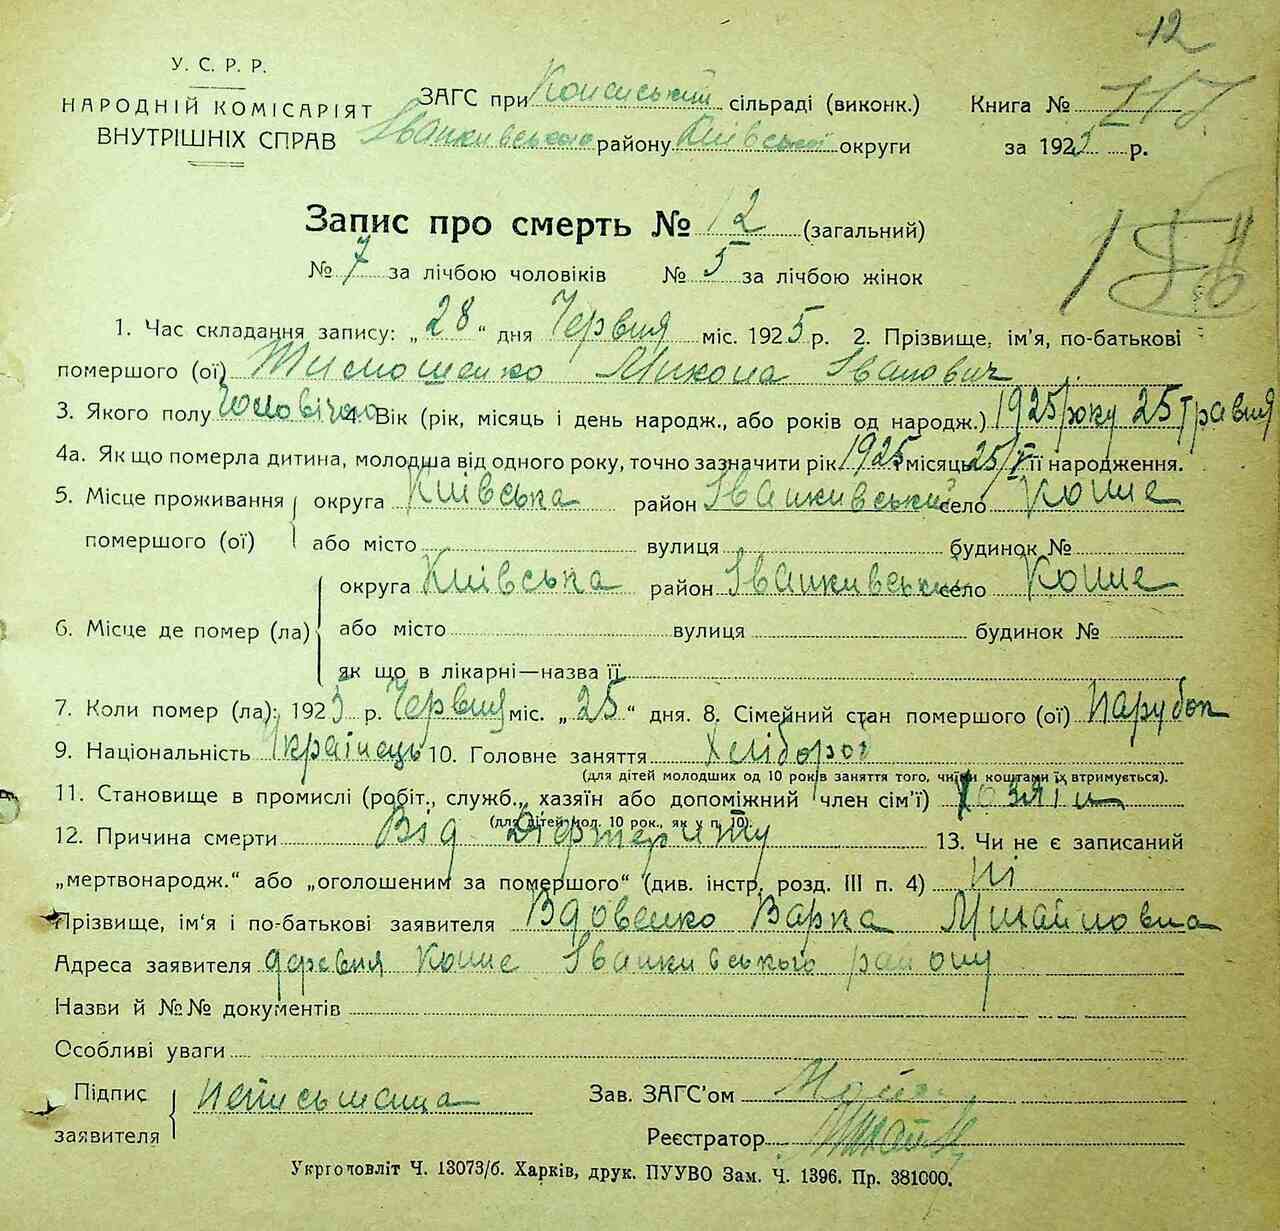 12
У. С. Р. Р.
НАРОДНІЙ КОМІСАРІЯТ
ВНУТРІШНІХ СПРАВ
ЗАГС при сільраді (виконк.)
Іванкивського району Київської округи
Книга № 717
за 1925 р.
Запис про смерть № 12 (загальний)
№ 7 за лічбою чоловіків № 5 за лічбою жінок
1. Час складання запису: „28“ дня Червня міс. 1925 р. 2. Прізвище, ім'я, по-батькові
помершого (ої) Тимошенко Микола Іванович
3. Якого полу Чоловічого 4. Вік (рік, місяць і день народж., або років од народж.) 1925 року 25 травня
4а. Як що померла дитина, молодша від одного року, точно зазначити рік 1925 місяць 25/V її народження.
5. Місце проживання округа Київська район Іванкивський село Копие
помершого (ої) або місто вулиця будинок №
округа Київська район Іванкивський село Копие
6. Місце де помер (ла) або місто вулиця будинок №
як що в лікарні—назва її
7. Коли помер (ла): 1925 р. Червня міс. „25“ дня. 8. Сімейний стан помершого (ої) парубок
9. Національність Українець 10. Головне заняття Хлібороб
(для дітей молодших од 10 років заняття того, чиїми коштами їх втримується).
11. Становище в промислі (робіт., служб., хазяїн або допоміжний член сім'ї) хозяїн
(для дітей мол. 10 рок., як у п. 10).
12. Причина смерти Від Діфтериту 13. Чи не є записаний
„мертвонародж.“ або „оголошеним за помершого“ (див. інстр. розд. III п. 4) ні
Прізвище, ім'я і по-батькові заявителя Вдовенко Варка Михайловна
Адреса заявителя деревня Копие Іванкивського району
Назви й №№ документів
Особливі уваги
Підпис
заявителя неписьменна
Зав. ЗАГС'ом
Реєстратор
Укрголовліт Ч. 13073/б. Харків, друк. ПУУВО Зам. Ч. 1396. Пр. 381000.